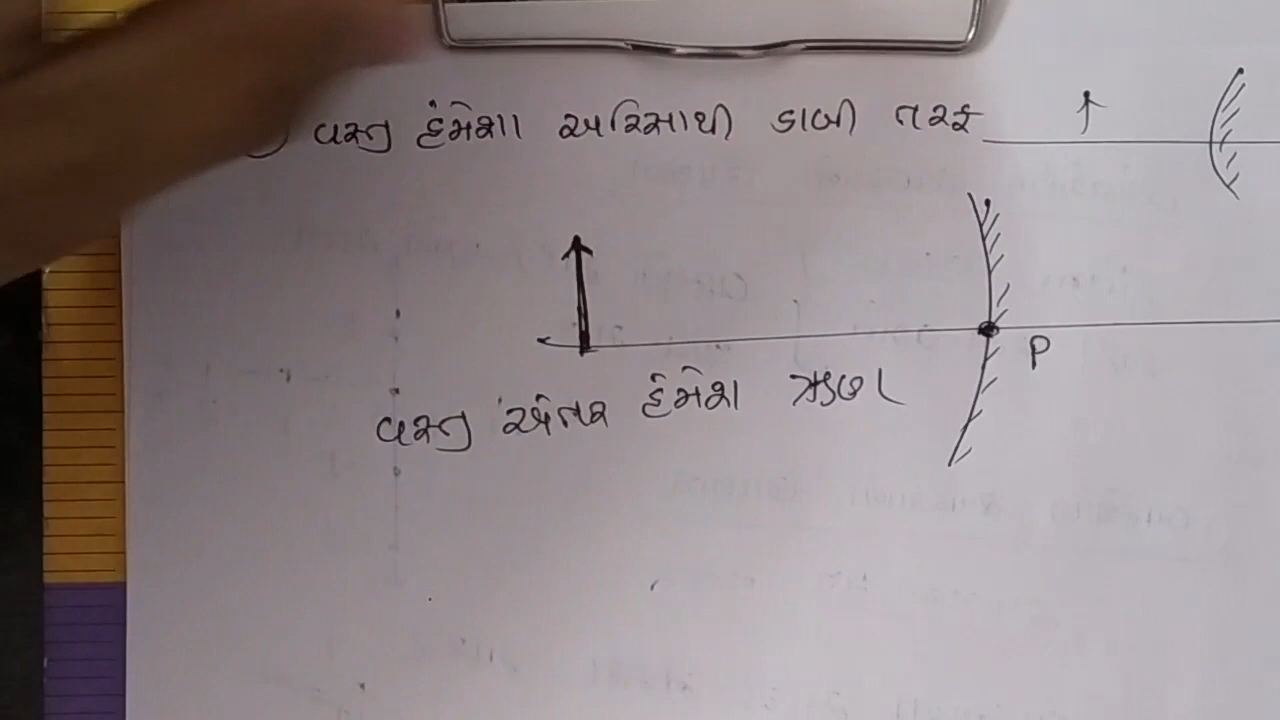 વસ્તુ હંમેશા અરિસાથી ડાબી તરફ
P
વસ્તુ અંતર હંમેશા ઋણ